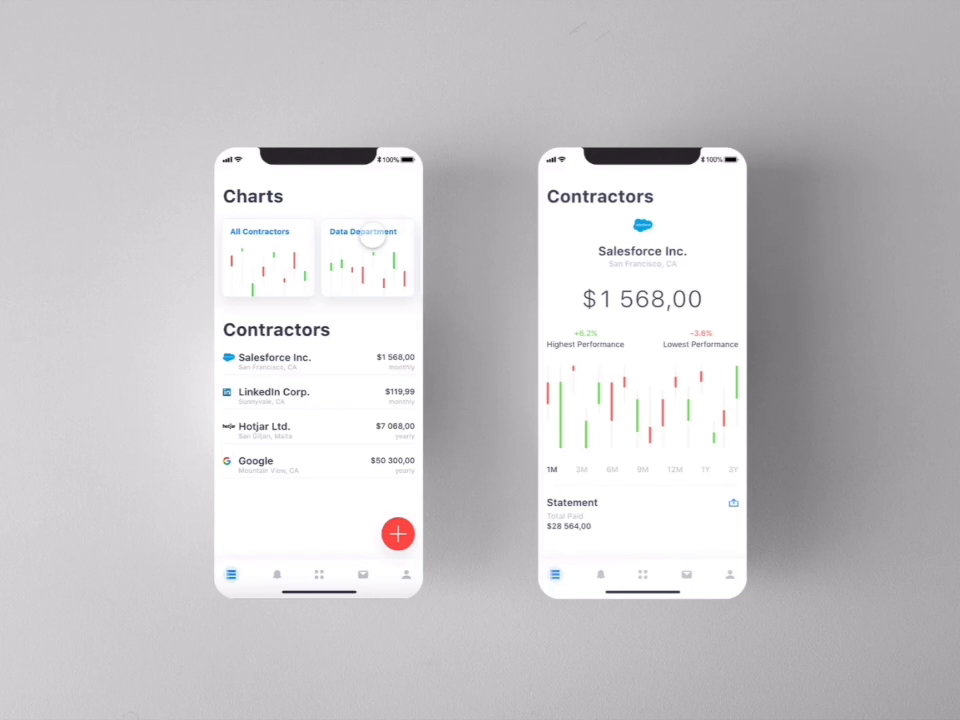 100%
Charts
All Contractors
Data Department
Contractors
Salesforce Inc.
$1 568,00
San Francisco, CA
monthly
LinkedIn Corp.
$119,99
Sunnyvale, CA
monthly
hotjar
Hotjar Ltd.
$7 068,00
San Giljan, Malta
yearly
Google
$50 300,00
Mountain View, CA
yearly
100%
Contractors
salesforce
Salesforce Inc.
San Francisco, CA
$1 568,00
+6.2%
-3.6%
Highest Performance
Lowest Performance
1M 3M 6M 9M 12M 1Y 2Y
Statement
Total Paid
$28 564,00